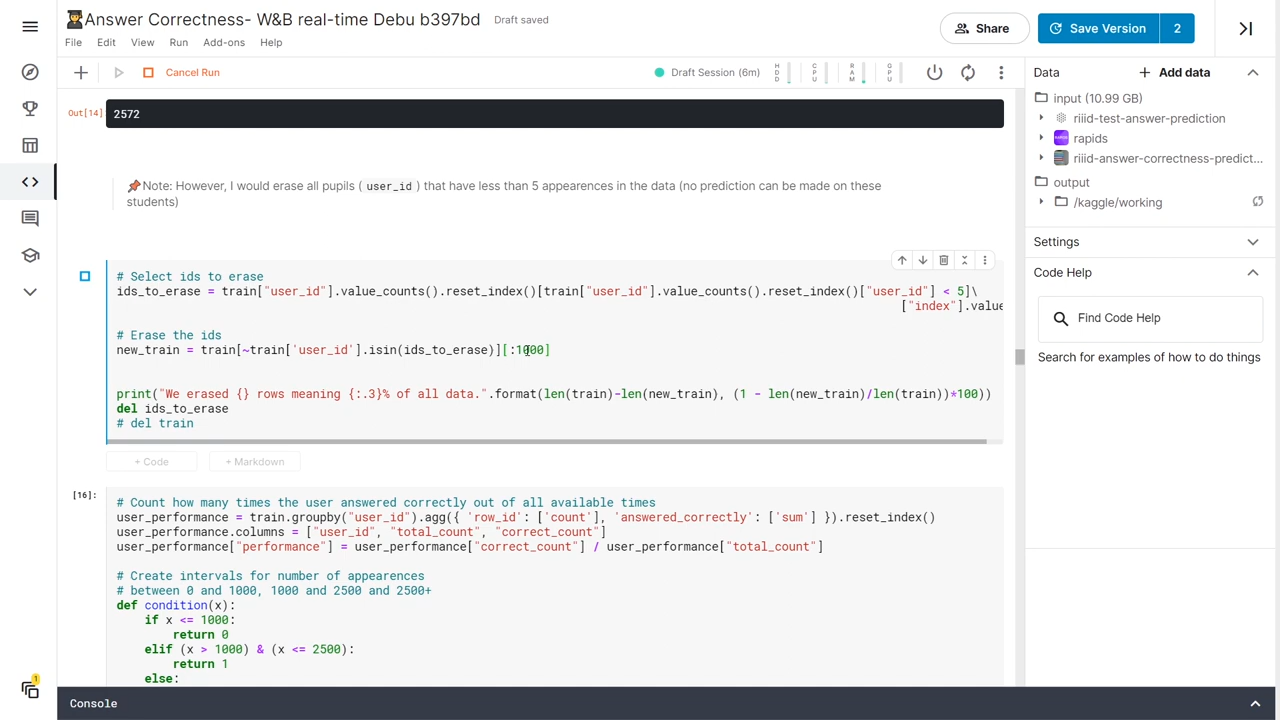 👨‍🎓Answer Correctness- W&B real-time Debu b397bd
Draft saved
File Edit View Run Add-ons Help
Share
Save Version 2
Cancel Run
Draft Session (6m)
HDD CPU RAM GPU
Out[14] 2572
📌Note: However, I would erase all pupils ( user_id ) that have less than 5 appearences in the data (no prediction can be made on these
students)
# Select ids to erase
ids_to_erase = train["user_id"].value_counts().reset_index()[train["user_id"].value_counts().reset_index()["user_id"] < 5]\
["index"].value
# Erase the ids
new_train = train[~train['user_id'].isin(ids_to_erase)][:1000]
print("We erased {} rows meaning {:.3}% of all data.".format(len(train)-len(new_train), (1 - len(new_train)/len(train))*100))
del ids_to_erase
# del train
+ Code + Markdown
[16]:
# Count how many times the user answered correctly out of all available times
user_performance = train.groupby("user_id").agg({ 'row_id': ['count'], 'answered_correctly': ['sum'] }).reset_index()
user_performance.columns = ["user_id", "total_count", "correct_count"]
user_performance["performance"] = user_performance["correct_count"] / user_performance["total_count"]
# Create intervals for number of appearences
# between 0 and 1000, 1000 and 2500 and 2500+
def condition(x):
if x <= 1000:
return 0
elif (x > 1000) & (x <= 2500):
return 1
else:
Console
Data
+ Add data
input (10.99 GB)
riiid-test-answer-prediction
rapids
riiid-answer-correctness-predict...
output
/kaggle/working
Settings
Code Help
Find Code Help
Search for examples of how to do things
1